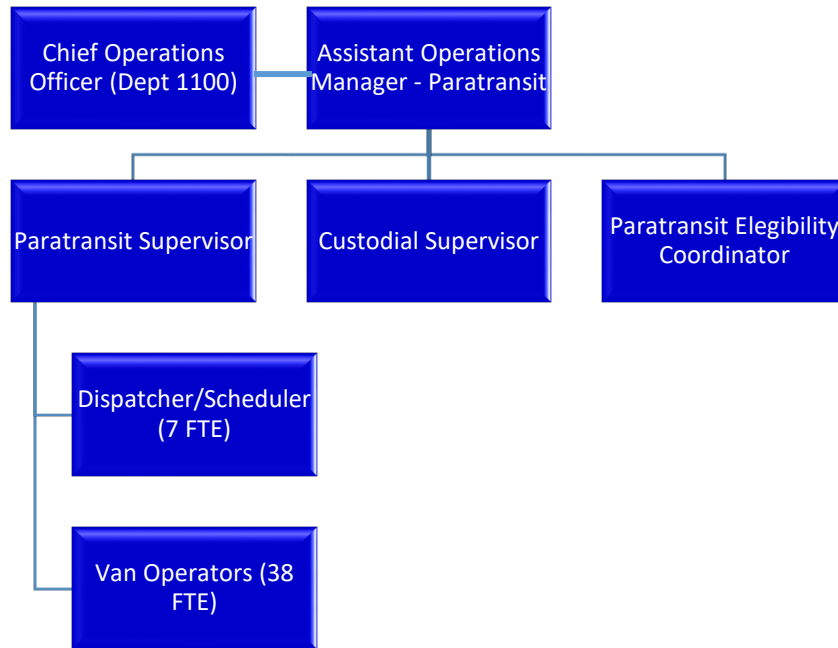 Chief Operations
Officer (Dept 1100)
Assistant Operations
Manager - Paratransit
Paratransit Supervisor
Custodial Supervisor
Paratransit Elegibility
Coordinator
Dispatcher/Scheduler
(7 FTE)
Van Operators (38
FTE)